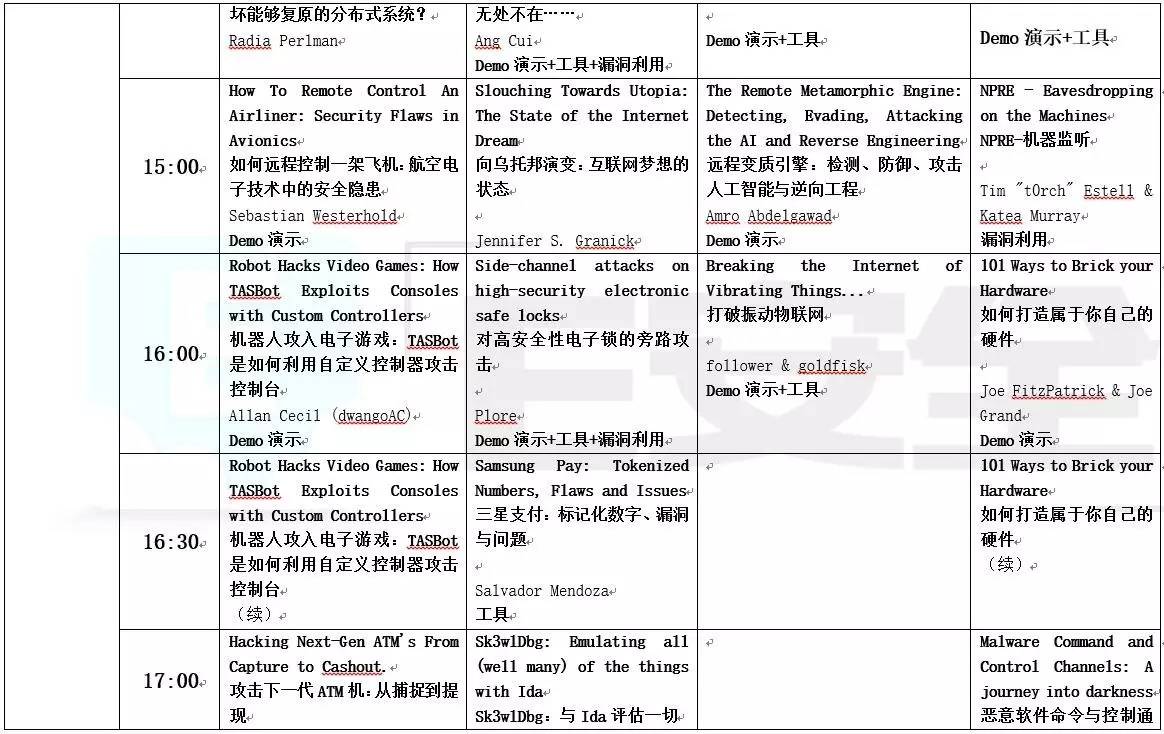 坏能够复原的分布式系统？
Radia Perlman
无处不在……
Ang Cui
Demo 演示+工具+漏洞利用
Demo 演示+工具
Demo 演示+工具
15:00
How To Remote Control An
Airliner: Security Flaws in
Avionics
如何远程控制一架飞机：航空电
子技术中的安全隐患
Sebastian Westerhold
Demo 演示
Slouching Towards Utopia:
The State of the Internet
Dream
向乌托邦演变：互联网梦想的
状态
Jennifer S. Granick
The Remote Metamorphic Engine:
Detecting, Evading, Attacking
the AI and Reverse Engineering
远程变质引擎：检测、防御、攻击
人工智能与逆向工程
Amro Abdelgawad
Demo 演示
NPRE - Eavesdropping
on the Machines
NPRE-机器监听
Tim "t0rch" Estell &
Katea Murray
漏洞利用
16:00
Robot Hacks Video Games: How
TASBot Exploits Consoles
with Custom Controllers
机器人攻入电子游戏：TASBot
是如何利用自定义控制器攻击
控制台
Allan Cecil (dwangoAC)
Demo 演示
Side-channel attacks on
high-security electronic
safe locks
对高安全性电子锁的旁路攻
击
Plore
Demo 演示+工具+漏洞利用
Breaking the Internet of
Vibrating Things...
打破振动物联网
follower & goldfisk
Demo 演示+工具
101 Ways to Brick your
Hardware
如何打造属于你自己的
硬件
Joe FitzPatrick & Joe
Grand
Demo 演示
16:30
Robot Hacks Video Games: How
TASBot Exploits Consoles
with Custom Controllers
机器人攻入电子游戏：TASBot
是如何利用自定义控制器攻击
控制台
（续）
Samsung Pay: Tokenized
Numbers, Flaws and Issues
三星支付：标记化数字、漏洞
与问题
Salvador Mendoza
工具
101 Ways to Brick your
Hardware
如何打造属于你自己的
硬件
（续）
17:00
Hacking Next-Gen ATM's From
Capture to Cashout.
攻击下一代 ATM 机：从捕捉到提
现
Sk3wlDbg: Emulating all
(well many) of the things
with Ida
Sk3wlDbg：与 Ida 评估一切
Malware Command and
Control Channels: A
journey into darkness
恶意软件命令与控制通
E安全